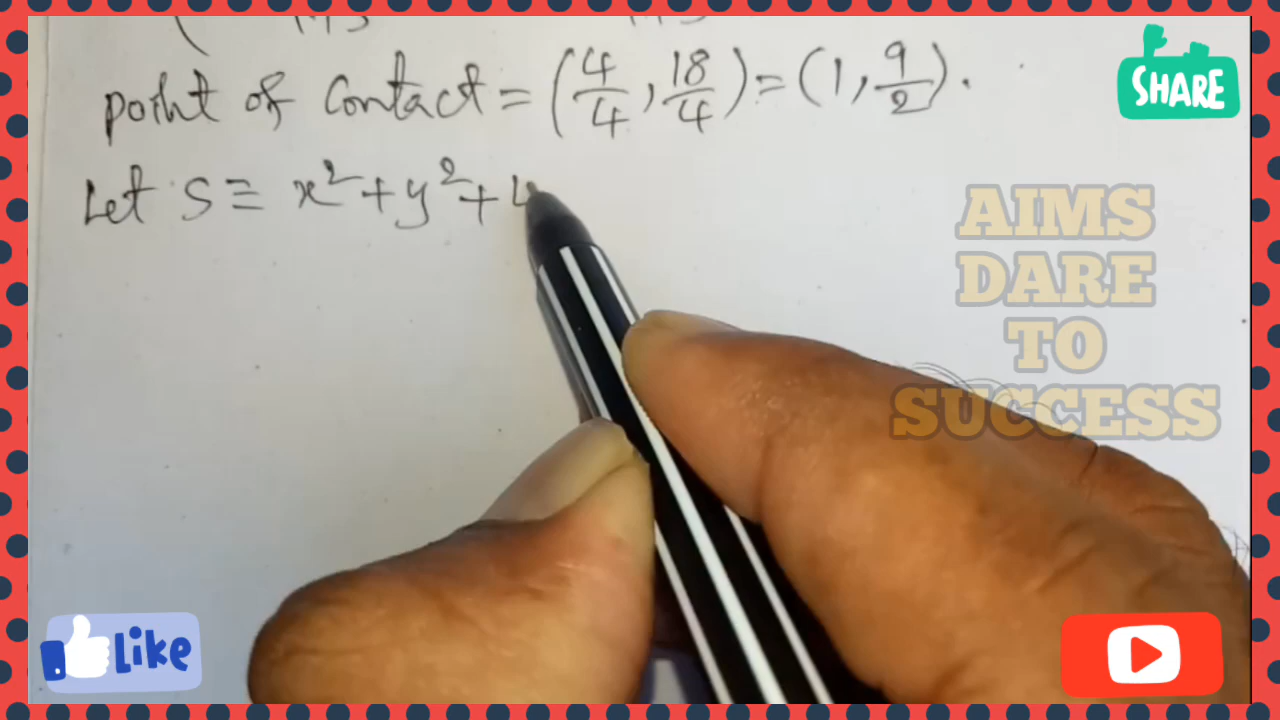 point of Contact = (4/4, 18/4) = (1, 9/2).
Let S ≡ x² + y² + 4
SHARE
AIMS
DARE
TO
SUCCESS
Like